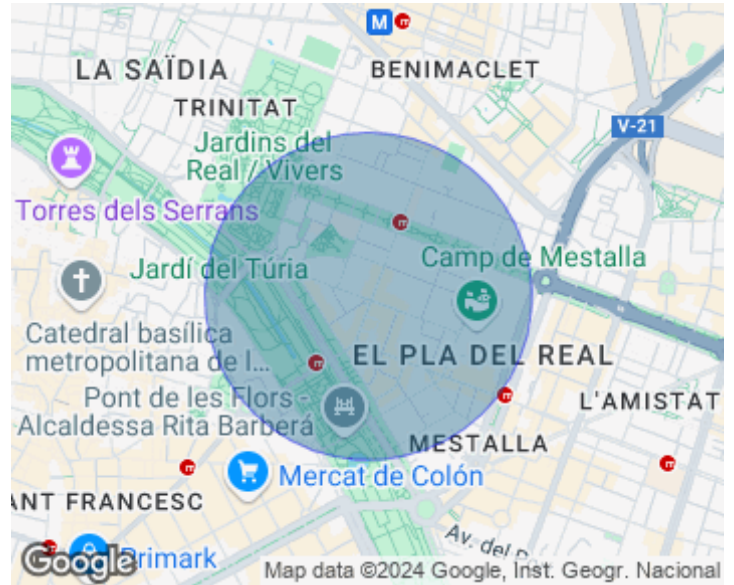 M
LA SAÏDIA
BENIMACLET
TRINITAT
V-21
Jardins del
Real / Vivers
Torres dels Serrans
Camp de Mestalla
Jardí del Túria
Catedral basílica
metropolitana de l...
EL PLA DEL REAL
Pont de les Flors -
Alcaldessa Rita Barberá
L'AMISTAT
MESTALLA
Mercat de Colón
ANT FRANCESC
Av. del
Primark
Google
Map data ©2024 Google, Inst. Geogr. Nacional